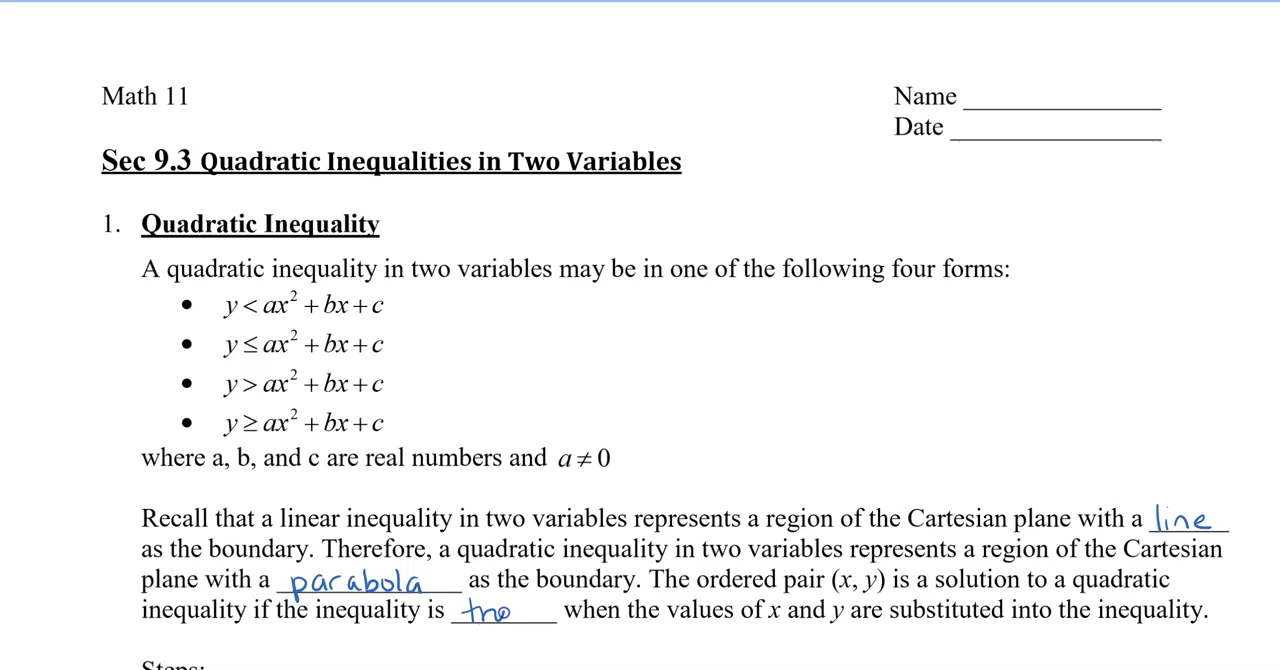 Math 11
Name
Date
Sec 9.3 Quadratic Inequalities in Two Variables
1. Quadratic Inequality
A quadratic inequality in two variables may be in one of the following four forms:
• y < ax² + bx + c
• y ≤ ax² + bx + c
• y > ax² + bx + c
• y ≥ ax² + bx + c
where a, b, and c are real numbers and a ≠ 0
Recall that a linear inequality in two variables represents a region of the Cartesian plane with a line
as the boundary. Therefore, a quadratic inequality in two variables represents a region of the Cartesian
plane with a parabola as the boundary. The ordered pair (x, y) is a solution to a quadratic
inequality if the inequality is when the values of x and y are substituted into the inequality.
Steps: